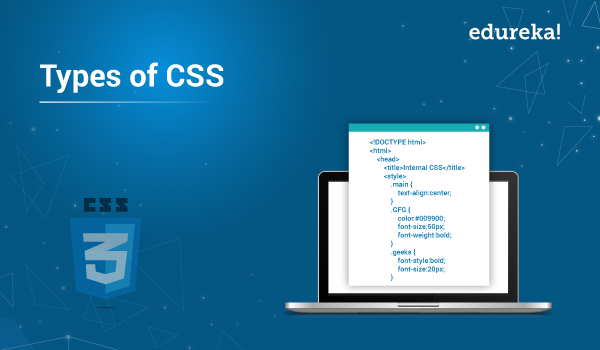 edureka!
Types of CSS
CSS
3
<!DOCTYPE html>
<html>
<head>
<title>Internal CSS</title>
<style>
.main {
text-align:center;
}
.GFG {
color:#009900;
font-size:50px;
font-weight:bold;
}
.geeks {
font-style:bold;
font-size:20px;
}